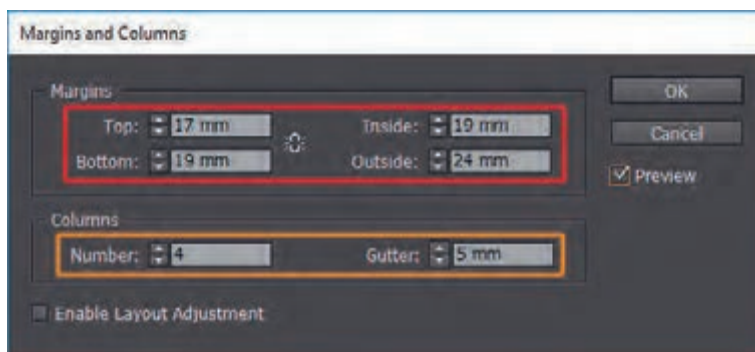 Margins and Columns
Margins
OK
Top: 17 mm Inside: 19 mm
Cancel
Bottom: 19 mm Outside: 24 mm
Preview
Columns
Number: 4 Gutter: 5 mm
Enable Layout Adjustment